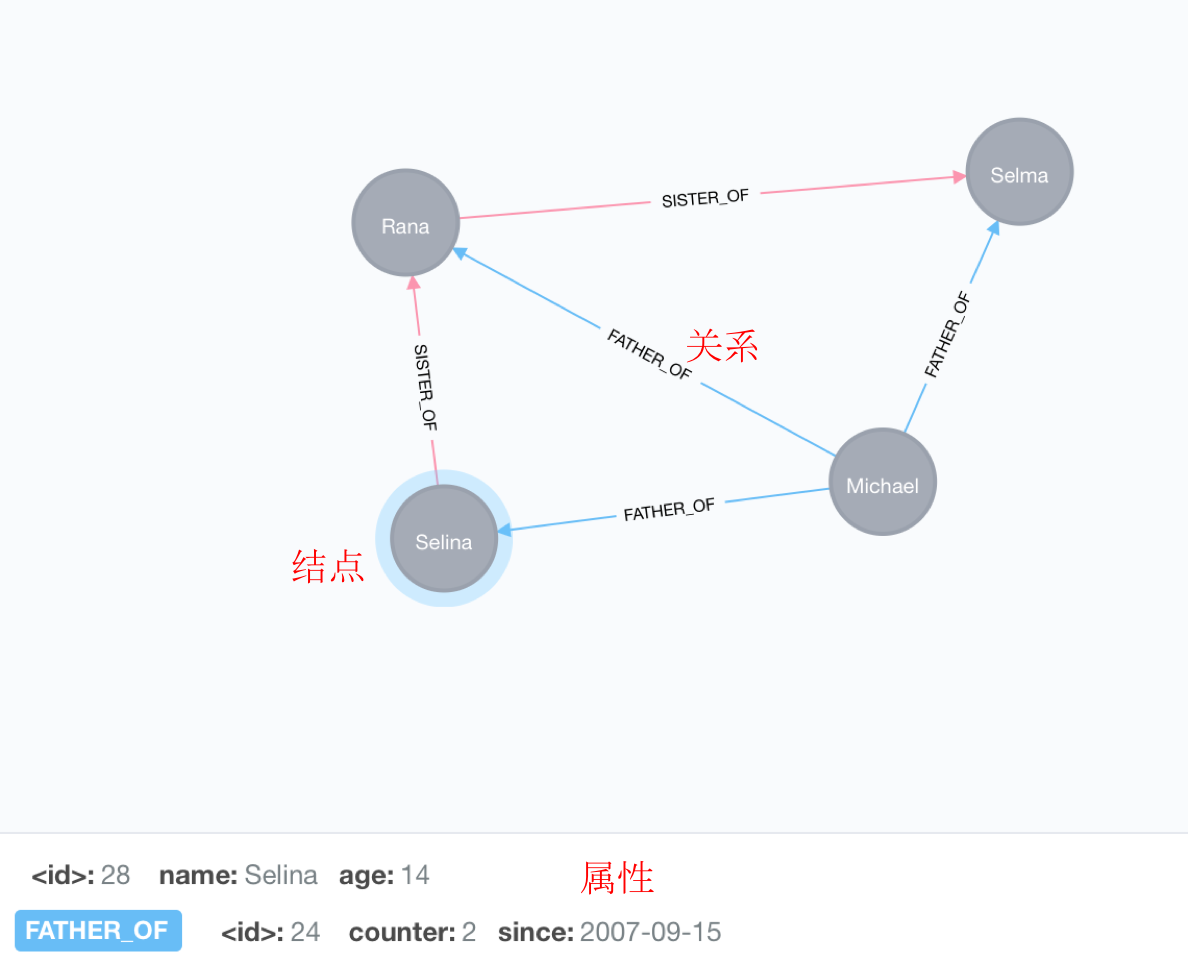 Selma
SISTER_OF
Rana
FATHER_OF
关系
FATHER_OF
SISTER_OF
Michael
FATHER_OF
Selina
结点
<id>: 28 name: Selina age: 14 属性
FATHER_OF <id>: 24 counter: 2 since: 2007-09-15